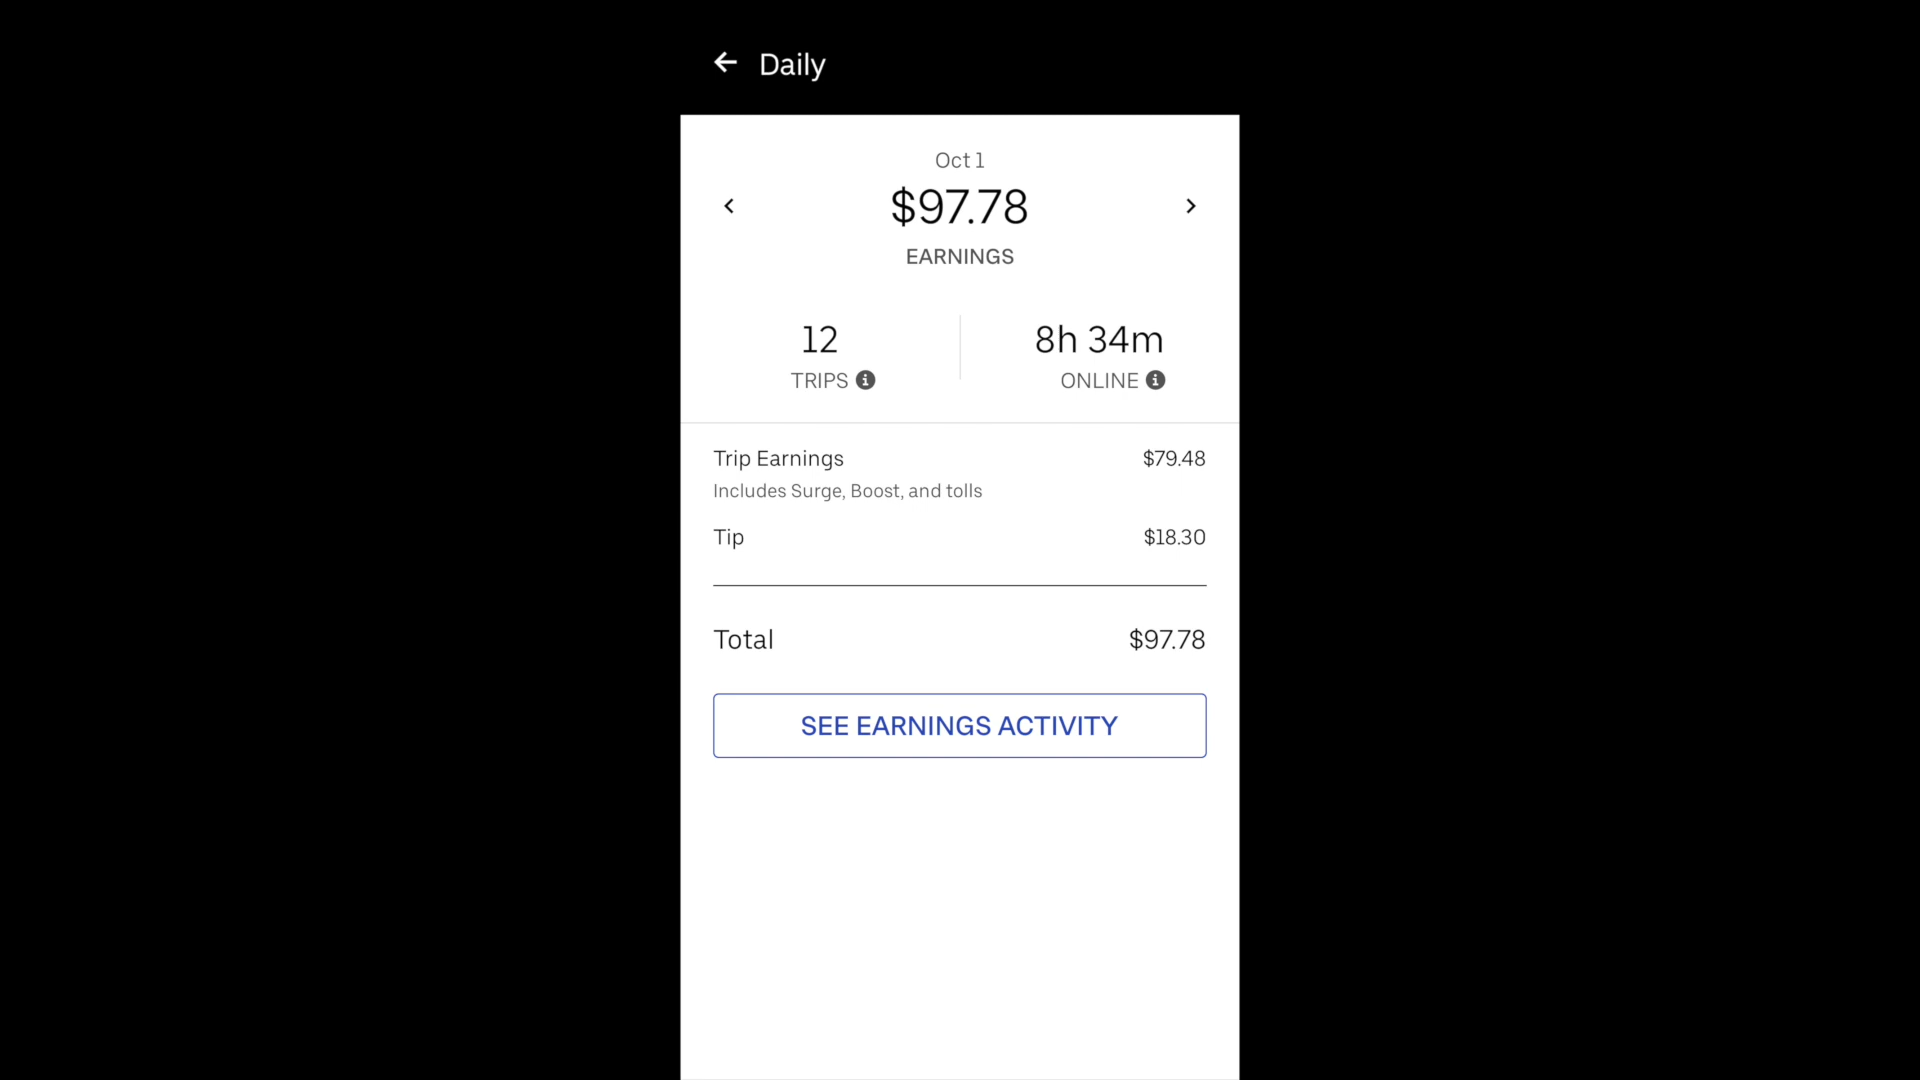 Daily
Oct 1
$97.78
EARNINGS
12
8h 34m
TRIPS
ONLINE
Trip Earnings $79.48
Includes Surge, Boost, and tolls
Tip $18.30
Total $97.78
SEE EARNINGS ACTIVITY